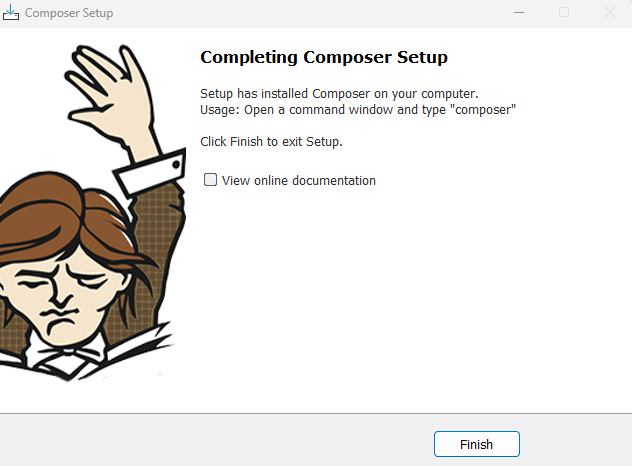 Composer Setup
Completing Composer Setup
Setup has installed Composer on your computer.
Usage: Open a command window and type "composer"
Click Finish to exit Setup.
View online documentation
Finish